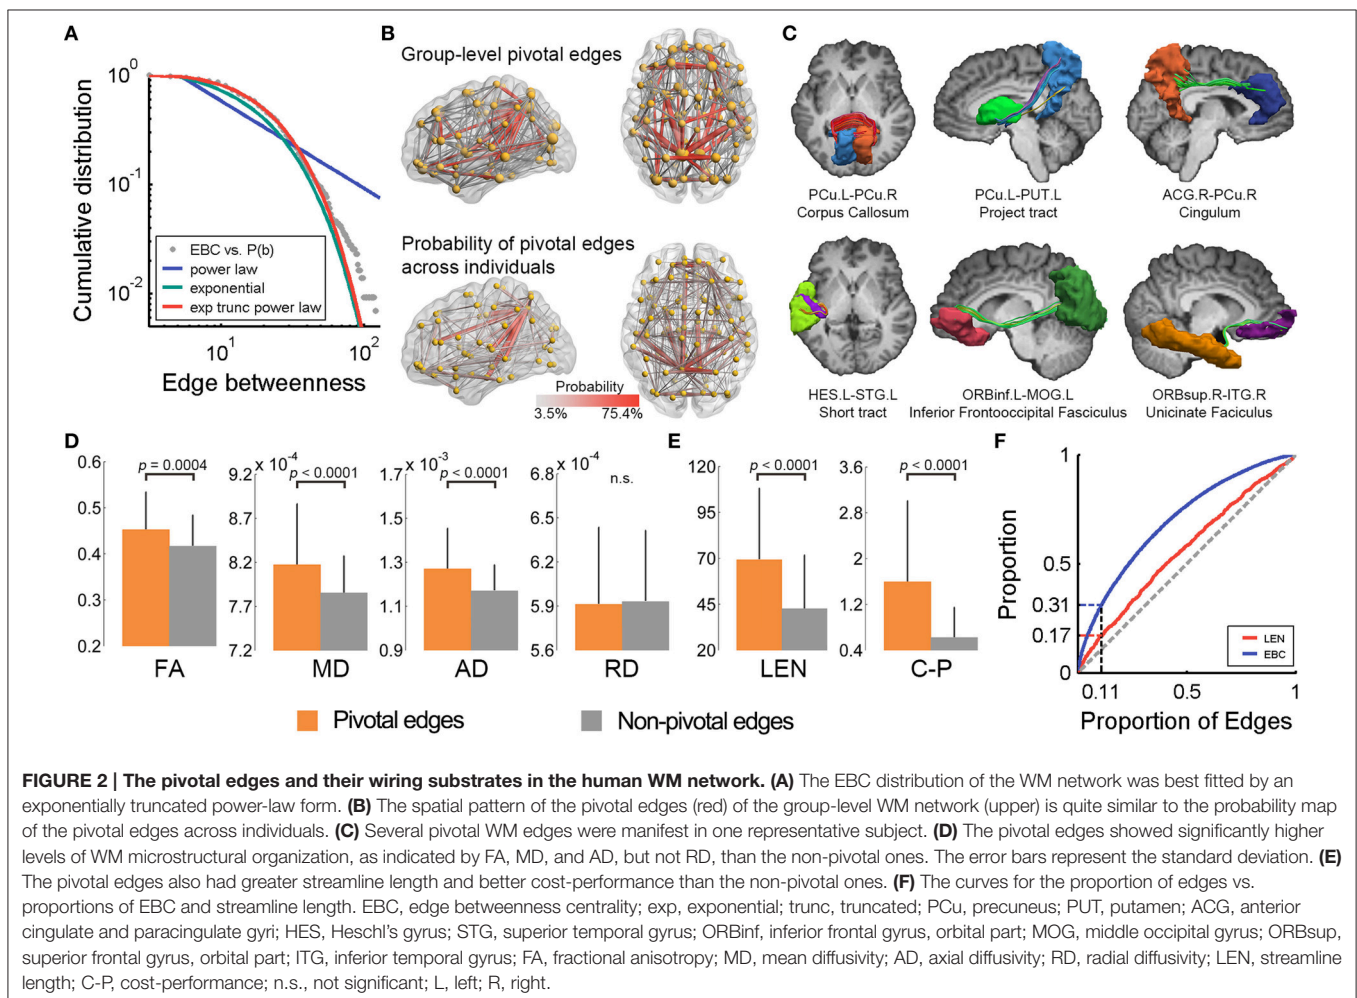 A
10^0
10^-1
10^-2
Cumulative distribution
EBC vs. P(b)
power law
exponential
exp trunc power law
10^1
10^2
Edge betweenness
B
Group-level pivotal edges
Probability of pivotal edges
across individuals
Probability
3.5%
75.4%
C
PCu.L-PCu.R
Corpus Callosum
PCu.L-PUT.L
Project tract
ACG.R-PCu.R
Cingulum
HES.L-STG.L
Short tract
ORBinf.L-MOG.L
Inferior Frontooccipital Fasciculus
ORBsup.R-ITG.R
Unicinate Faciculus
D
0.6
0.5
0.4
0.3
0.2
p = 0.0004
FA
x 10^-4
9.2
8.7
8.2
7.7
7.2
p < 0.0001
MD
x 10^-3
1.7
1.5
1.3
1.1
0.9
p < 0.0001
AD
x 10^-4
6.8
6.5
6.2
5.9
5.6
n.s.
RD
E
120
95
70
45
20
p < 0.0001
LEN
3.6
2.8
2
1.2
0.4
p < 0.0001
C-P
Pivotal edges
Non-pivotal edges
F
1
0.5
0.31
0.17
0
Proportion
LEN
EBC
0.11
0.5
1
Proportion of Edges
FIGURE 2 | The pivotal edges and their wiring substrates in the human WM network. (A) The EBC distribution of the WM network was best fitted by an
exponentially truncated power-law form. (B) The spatial pattern of the pivotal edges (red) of the group-level WM network (upper) is quite similar to the probability map
of the pivotal edges across individuals. (C) Several pivotal WM edges were manifest in one representative subject. (D) The pivotal edges showed significantly higher
levels of WM microstructural organization, as indicated by FA, MD, and AD, but not RD, than the non-pivotal ones. The error bars represent the standard deviation. (E)
The pivotal edges also had greater streamline length and better cost-performance than the non-pivotal ones. (F) The curves for the proportion of edges vs.
proportions of EBC and streamline length. EBC, edge betweenness centrality; exp, exponential; trunc, truncated; PCu, precuneus; PUT, putamen; ACG, anterior
cingulate and paracingulate gyri; HES, Heschl's gyrus; STG, superior temporal gyrus; ORBinf, inferior frontal gyrus, orbital part; MOG, middle occipital gyrus; ORBsup,
superior frontal gyrus, orbital part; ITG, inferior temporal gyrus; FA, fractional anisotropy; MD, mean diffusivity; AD, axial diffusivity; RD, radial diffusivity; LEN, streamline
length; C-P, cost-performance; n.s., not significant; L, left; R, right.